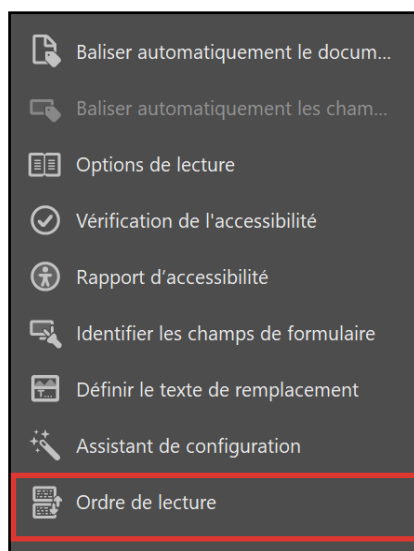 Baliser automatiquement le docum...
Baliser automatiquement les cham...
Options de lecture
Vérification de l'accessibilité
Rapport d’accessibilité
Identifier les champs de formulaire
Définir le texte de remplacement
Assistant de configuration
Ordre de lecture